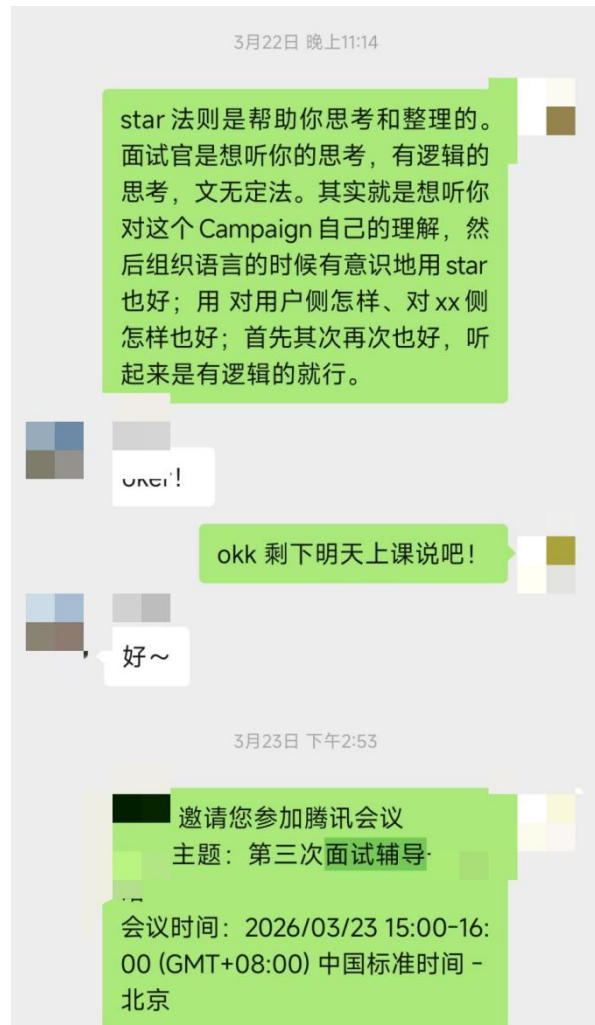 3月22日 晚上11:14
star 法则是帮助你思考和整理的。
面试官是想听你的思考，有逻辑的
思考，文无定法。其实就是想听你
对这个 Campaign 自己的理解，然
后组织语言的时候有意识地用 star
也好；用 对用户侧怎样、对 xx 侧
怎样也好；首先其次再次也好，听
起来是有逻辑的就行。
oker！
okk 剩下明天上课说吧！
好～
3月23日 下午2:53
邀请您参加腾讯会议
主题：第三次面试辅导-
会议时间：2026/03/23 15:00-16:
00 (GMT+08:00) 中国标准时间 -
北京